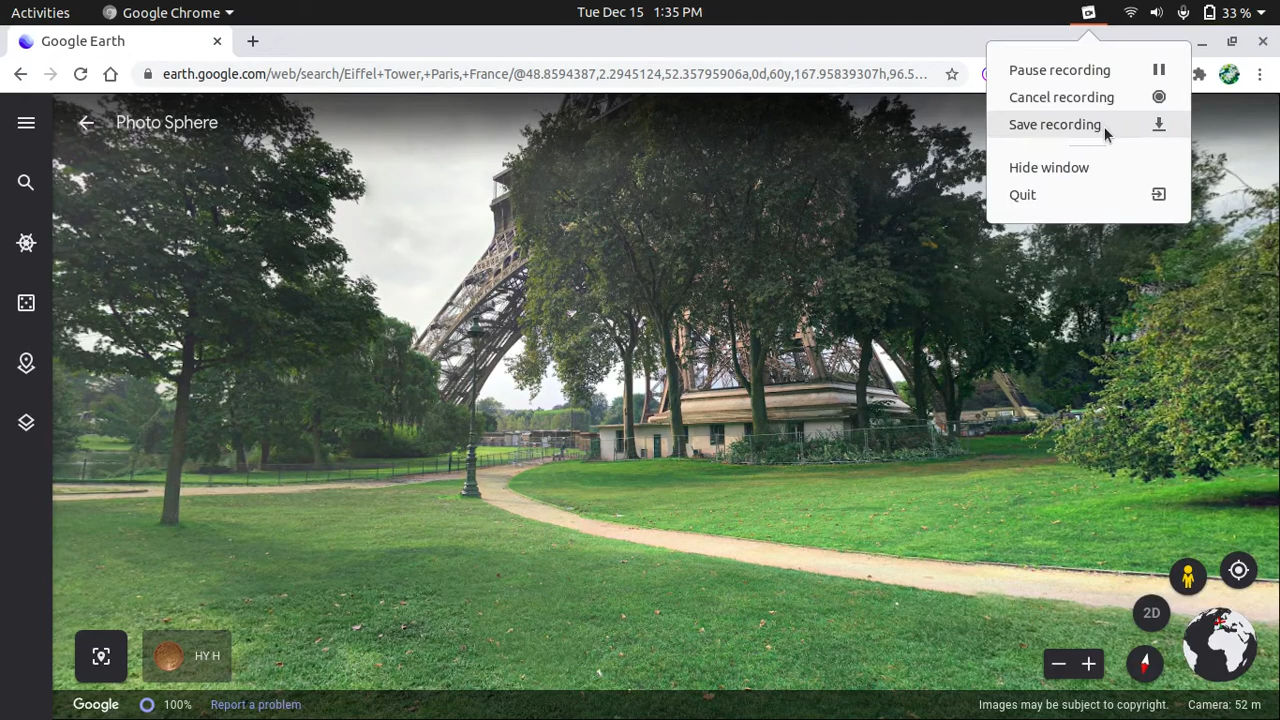 Activities
Google Chrome
Tue Dec 15 1:35 PM
33 %
Google Earth
earth.google.com/web/search/Eiffel+Tower,+Paris,+France/@48.8594387,2.2945124,52.35795796a,0d,60y,167.95839307h,96.5...
Pause recording
Cancel recording
Save recording
Hide window
Quit
Photo Sphere
2D
HY H
Google
100%
Report a problem
Images may be subject to copyright.
Camera: 52 m